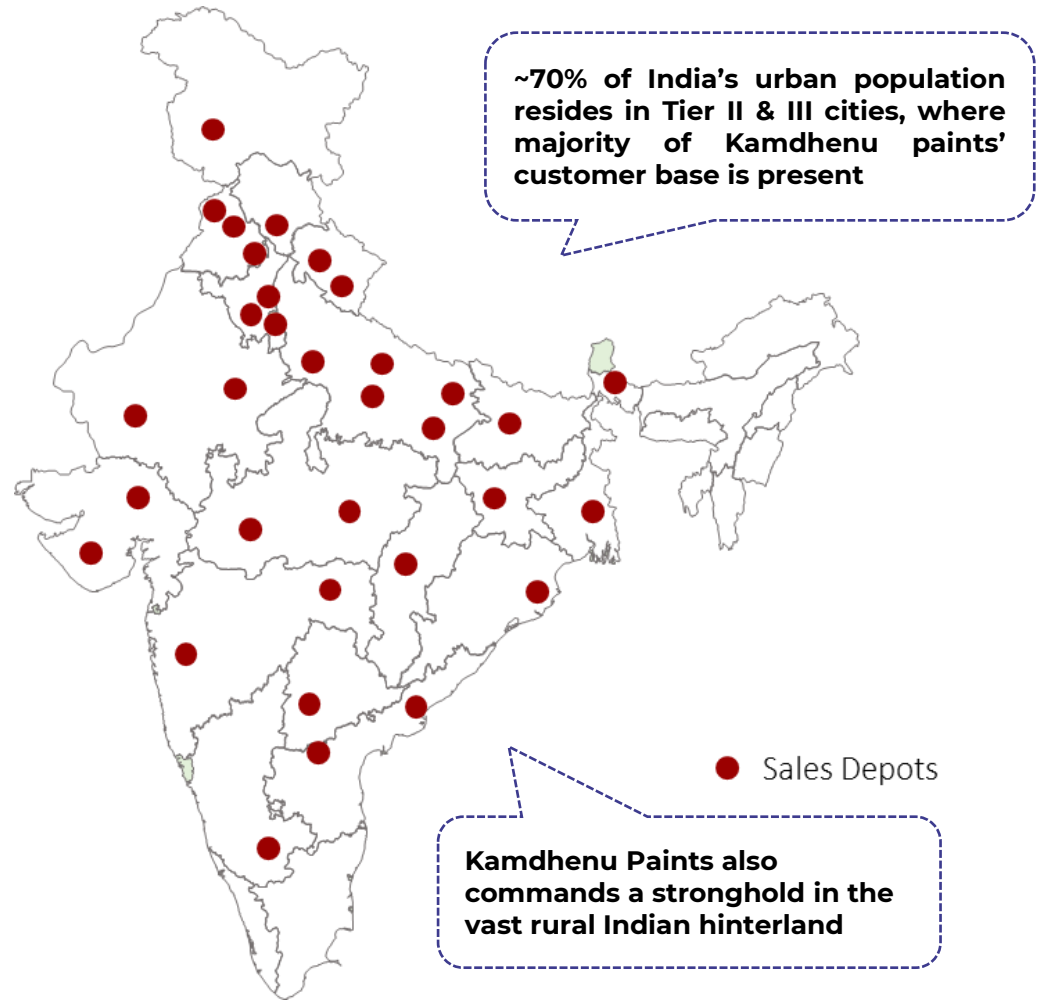 ~70% of India’s urban population
resides in Tier II & III cities, where
majority of Kamdhenu paints’
customer base is present
Sales Depots
Kamdhenu Paints also
commands a stronghold in the
vast rural Indian hinterland